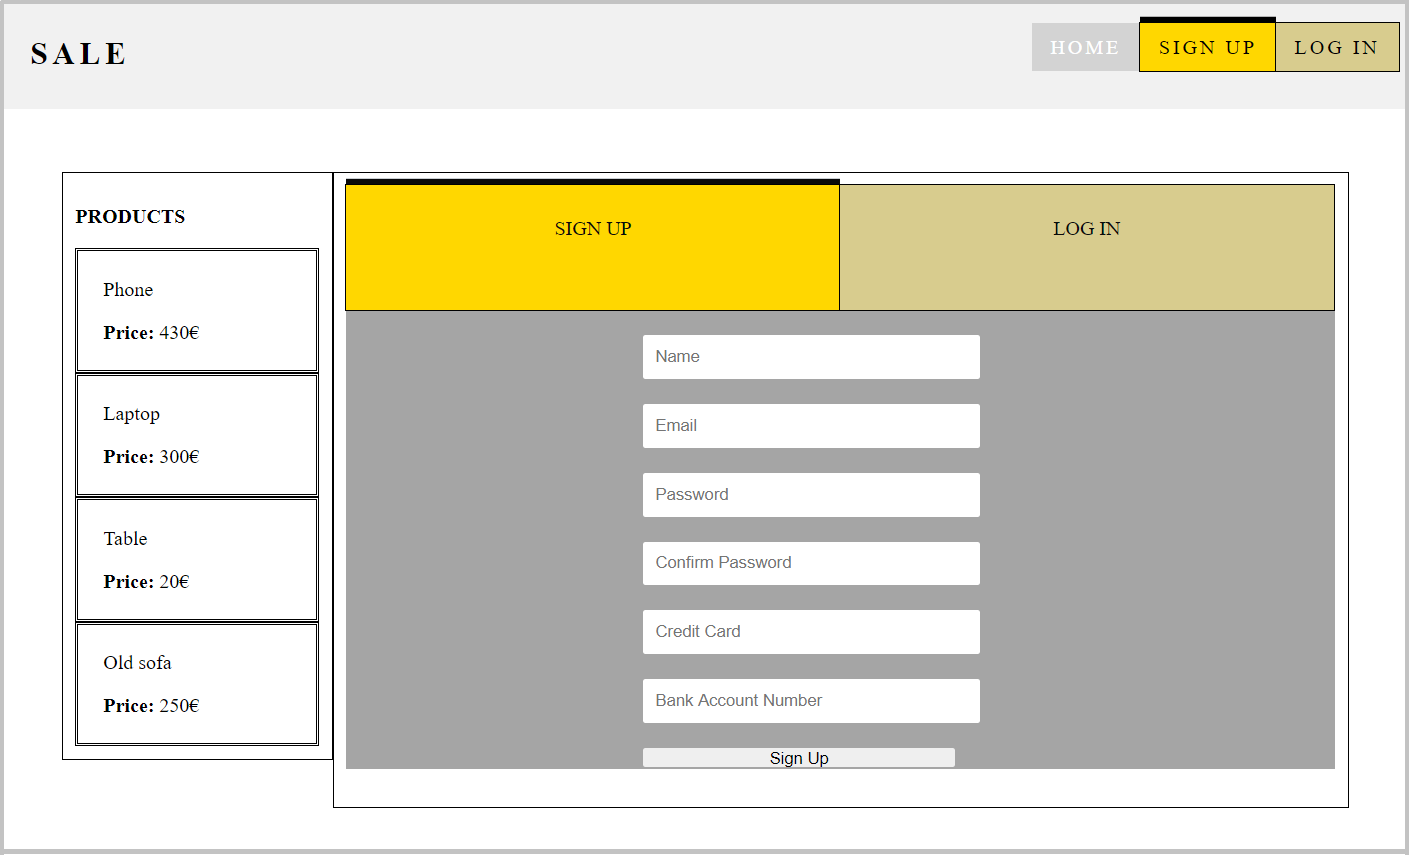 SALE
HOME SIGN UP LOG IN
PRODUCTS
Phone
Price: 430€
Laptop
Price: 300€
Table
Price: 20€
Old sofa
Price: 250€
SIGN UP LOG IN
Name
Email
Password
Confirm Password
Credit Card
Bank Account Number
Sign Up